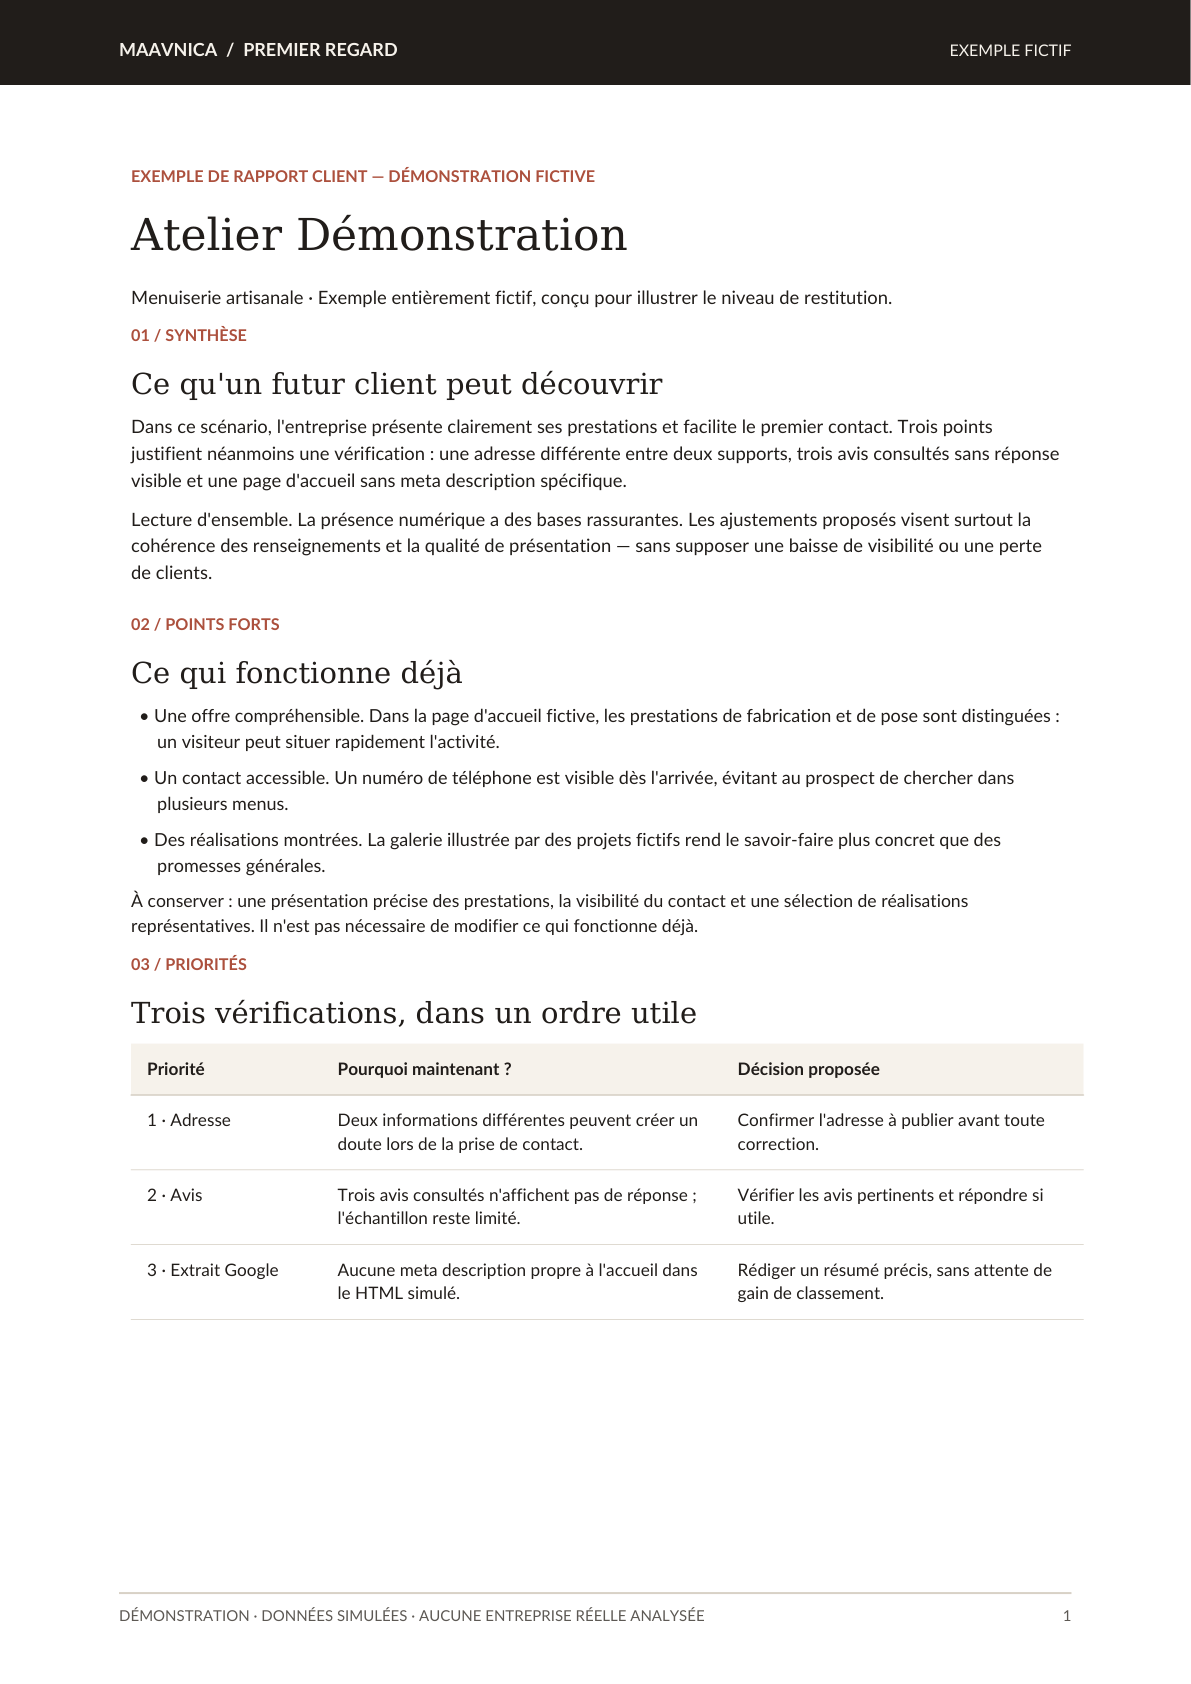 MAAVNICA / PREMIER REGARD
EXEMPLE FICTIF
EXEMPLE DE RAPPORT CLIENT — DÉMONSTRATION FICTIVE
Atelier Démonstration
Menuiserie artisanale · Exemple entièrement fictif, conçu pour illustrer le niveau de restitution.
01 / SYNTHÈSE
Ce qu'un futur client peut découvrir
Dans ce scénario, l'entreprise présente clairement ses prestations et facilite le premier contact. Trois points
justifient néanmoins une vérification : une adresse différente entre deux supports, trois avis consultés sans réponse
visible et une page d'accueil sans meta description spécifique.
Lecture d'ensemble. La présence numérique a des bases rassurantes. Les ajustements proposés visent surtout la
cohérence des renseignements et la qualité de présentation — sans supposer une baisse de visibilité ou une perte
de clients.
02 / POINTS FORTS
Ce qui fonctionne déjà
• Une offre compréhensible. Dans la page d'accueil fictive, les prestations de fabrication et de pose sont distinguées :
un visiteur peut situer rapidement l'activité.
• Un contact accessible. Un numéro de téléphone est visible dès l'arrivée, évitant au prospect de chercher dans
plusieurs menus.
• Des réalisations montrées. La galerie illustrée par des projets fictifs rend le savoir-faire plus concret que des
promesses générales.
À conserver : une présentation précise des prestations, la visibilité du contact et une sélection de réalisations
représentatives. Il n'est pas nécessaire de modifier ce qui fonctionne déjà.
03 / PRIORITÉS
Trois vérifications, dans un ordre utile
Priorité
Pourquoi maintenant ?
Décision proposée
1 · Adresse
Deux informations différentes peuvent créer un
doute lors de la prise de contact.
Confirmer l'adresse à publier avant toute
correction.
2 · Avis
Trois avis consultés n'affichent pas de réponse ;
l'échantillon reste limité.
Vérifier les avis pertinents et répondre si
utile.
3 · Extrait Google
Aucune meta description propre à l'accueil dans
le HTML simulé.
Rédiger un résumé précis, sans attente de
gain de classement.
DÉMONSTRATION · DONNÉES SIMULÉES · AUCUNE ENTREPRISE RÉELLE ANALYSÉE
1